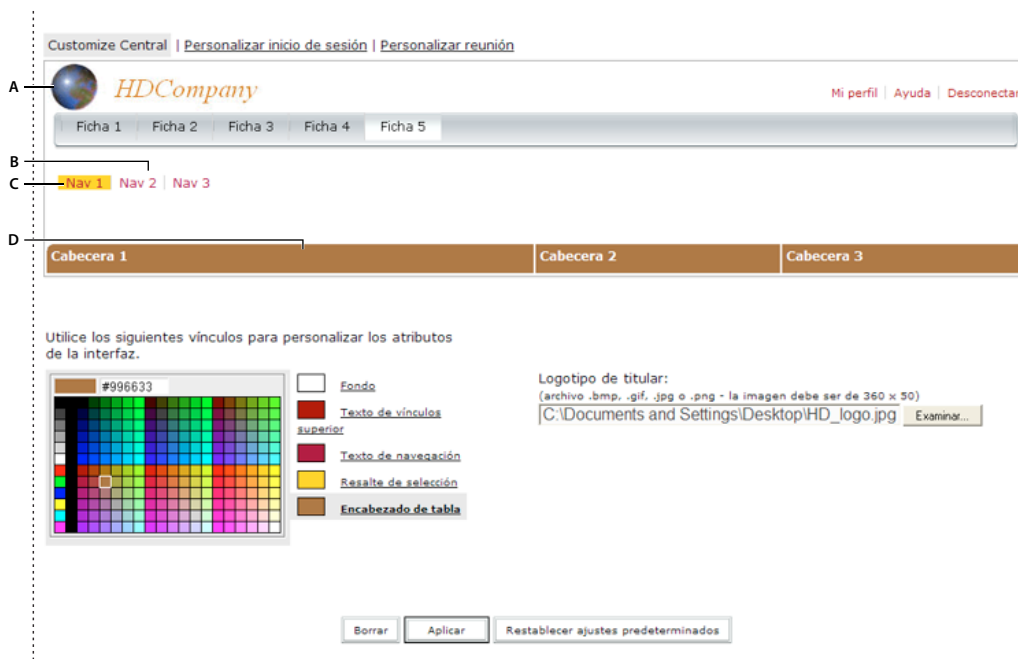 Customize Central | Personalizar inicio de sesión | Personalizar reunión
A
HDCompany
Mi perfil | Ayuda | Desconectar
Ficha 1 Ficha 2 Ficha 3 Ficha 4 Ficha 5
B
C
Nav 1 Nav 2 | Nav 3
D
Cabecera 1 Cabecera 2 Cabecera 3
Utilice los siguientes vínculos para personalizar los atributos
de la interfaz.
#996633
Fondo
Texto de vínculos
superior
Texto de navegación
Resalte de selección
Encabezado de tabla
Logotipo de titular:
(archivo .bmp, .gif, .jpg o .png - la imagen debe ser de 360 x 50)
C:\Documents and Settings\Desktop\HD_logo.jpg Examinar...
Borrar Aplicar Restablecer ajustes predeterminados